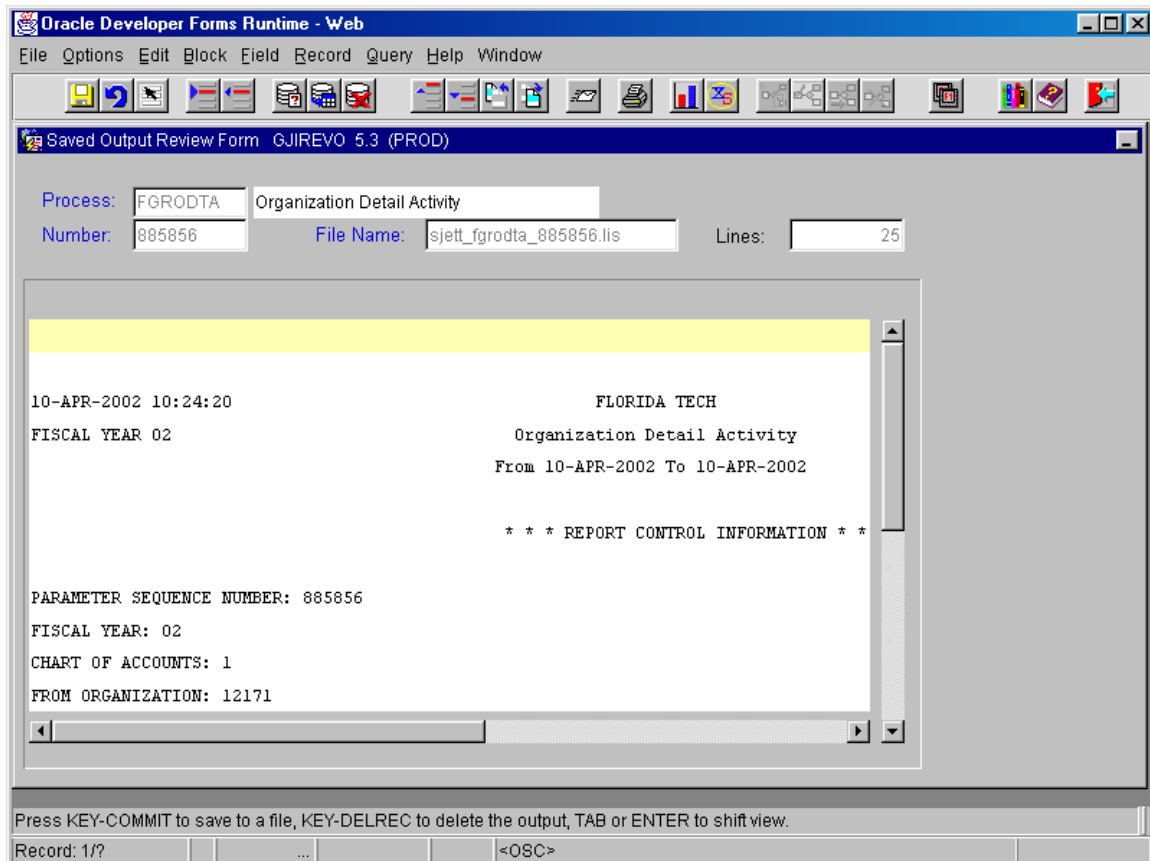 Oracle Developer Forms Runtime - Web
File Options Edit Block Field Record Query Help Window
Saved Output Review Form GJIREVO 5.3 (PROD)
Process: FGRODTA Organization Detail Activity
Number: 885856 File Name: sjett_fgrodta_885856.lis Lines: 25
10-APR-2002 10:24:20 FLORIDA TECH
FISCAL YEAR 02 Organization Detail Activity
From 10-APR-2002 To 10-APR-2002
* * * REPORT CONTROL INFORMATION * *
PARAMETER SEQUENCE NUMBER: 885856
FISCAL YEAR: 02
CHART OF ACCOUNTS: 1
FROM ORGANIZATION: 12171
Press KEY-COMMIT to save to a file, KEY-DELREC to delete the output, TAB or ENTER to shift view.
Record: 1/? ... <OSC>